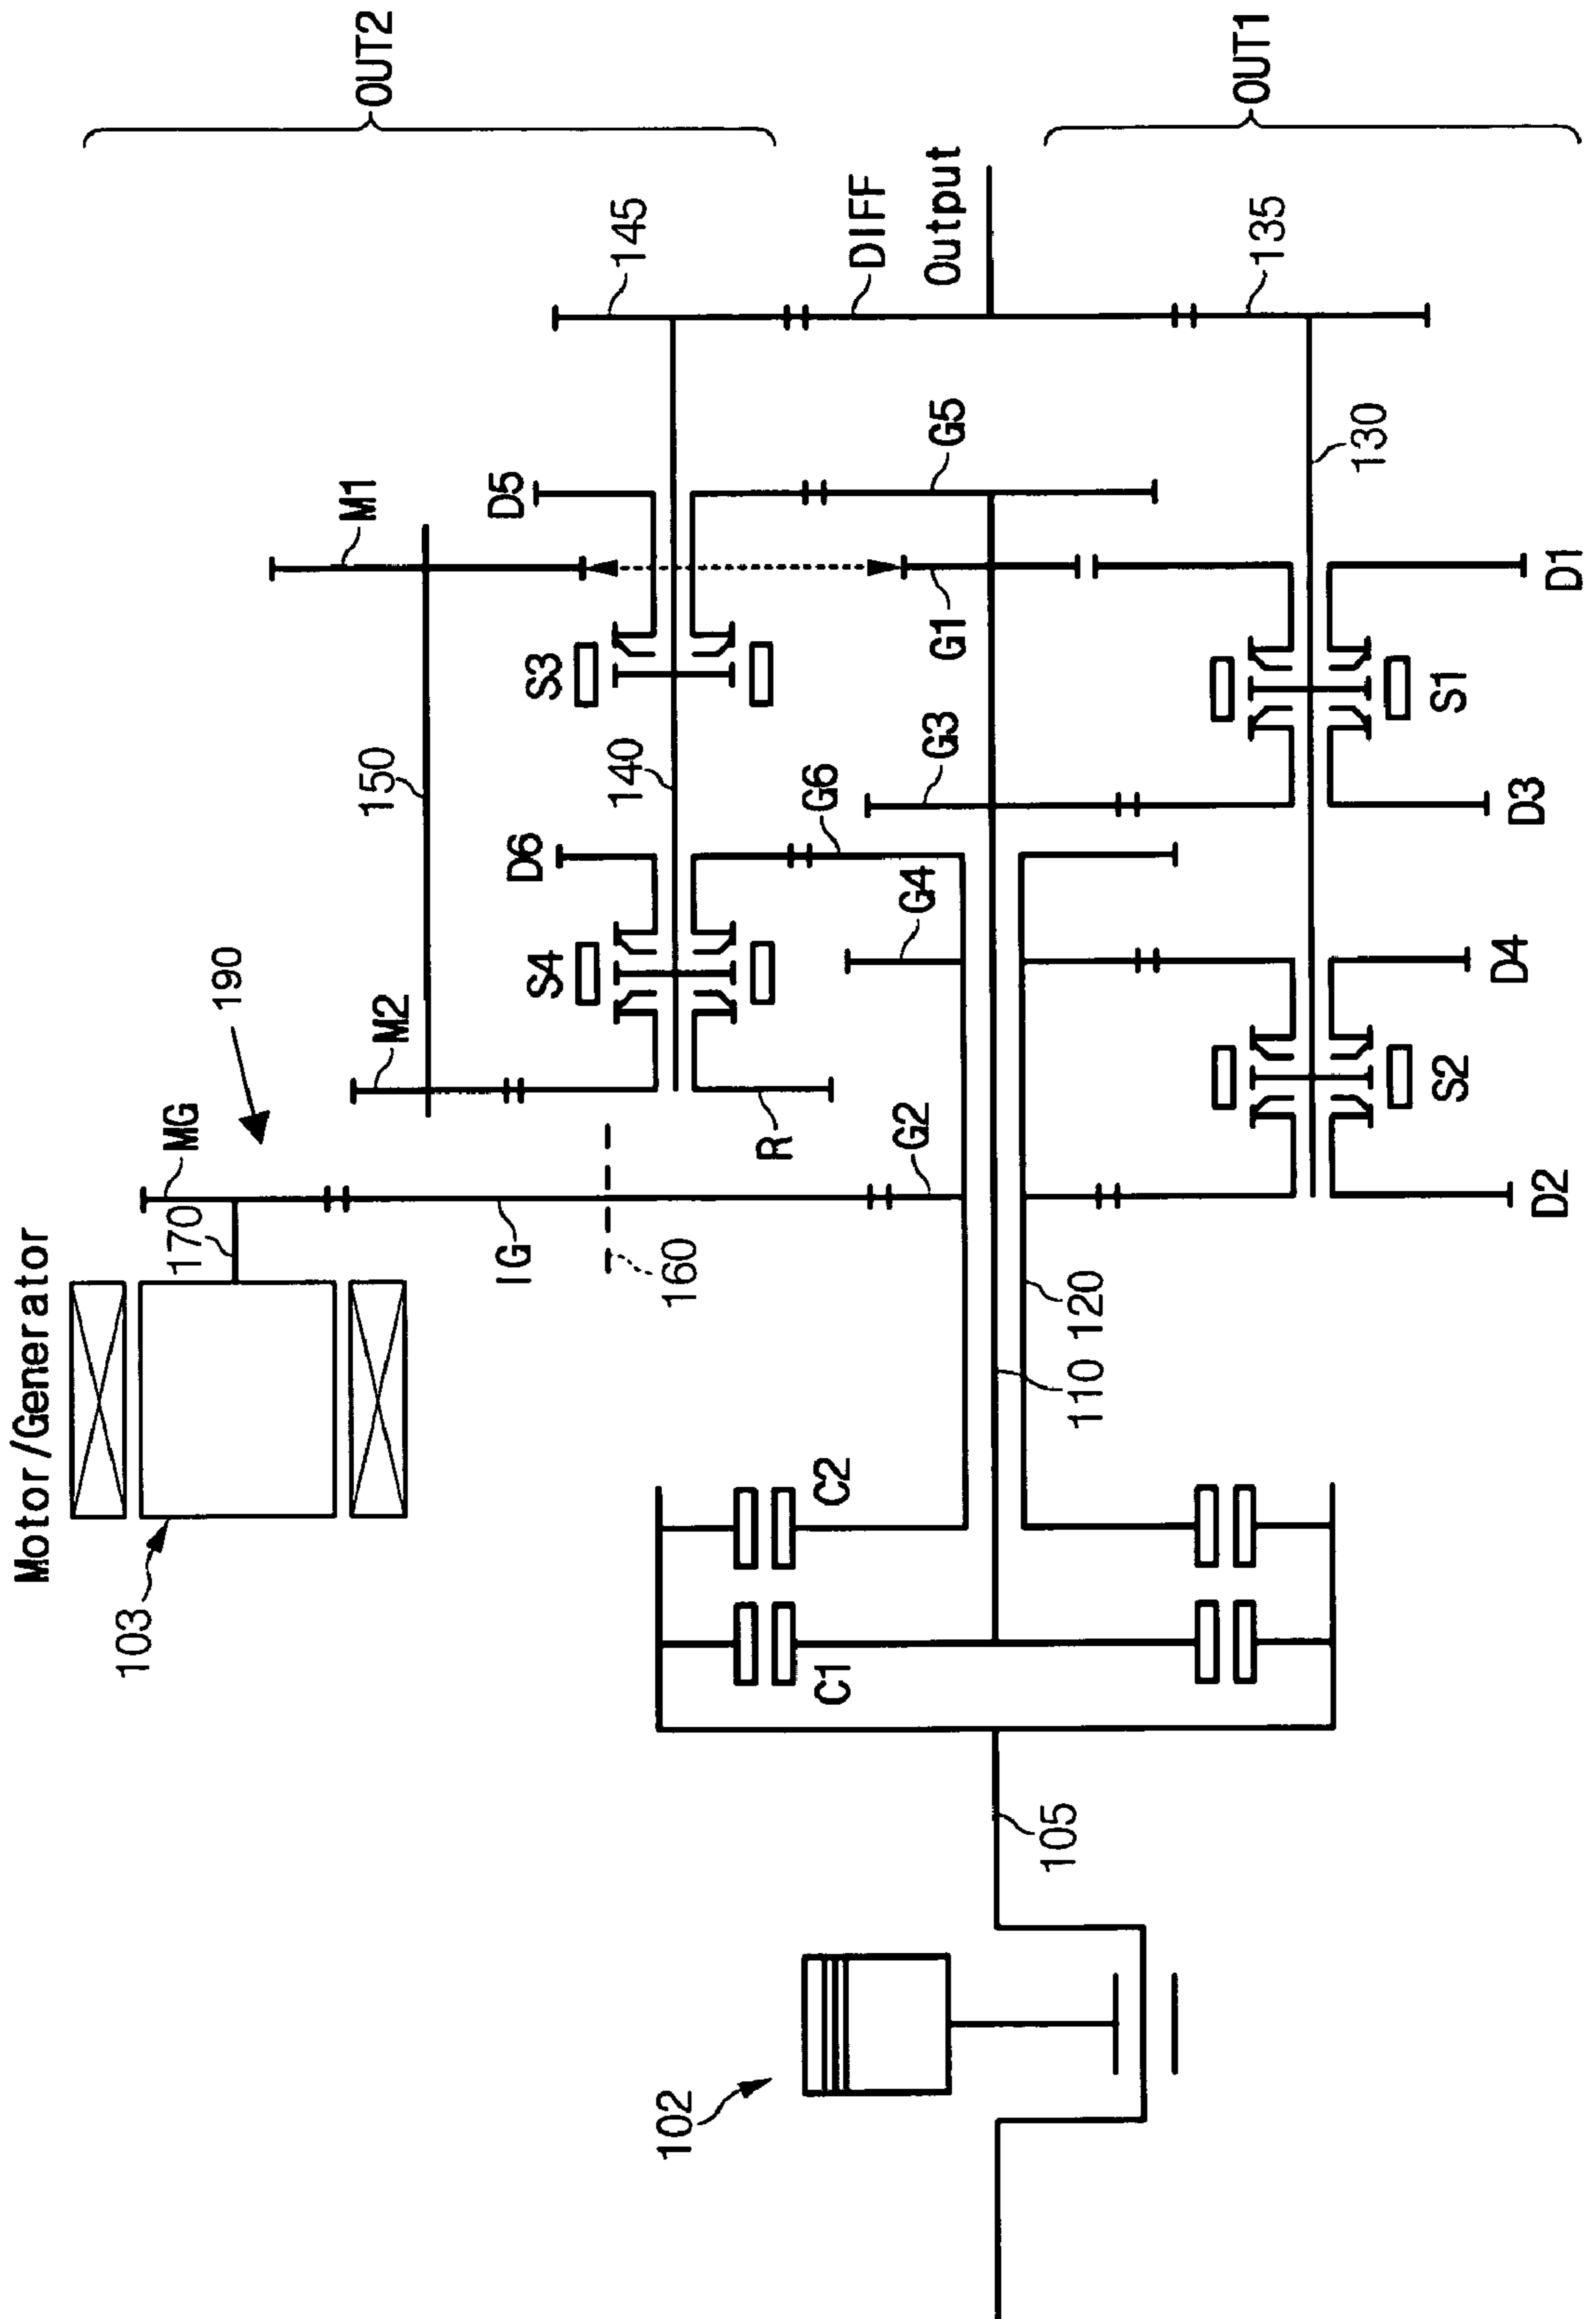 OUT2
OUT1
145
DIFF
Output
135
M1
D5
G5
130
G1
D1
S3
S1
150
140
G3
G6
D3
D6
G4
D4
190
S4
M2
S2
MG
R
G2
D2
170
IG
160
Motor/Generator
120
110
C2
103
C1
105
102